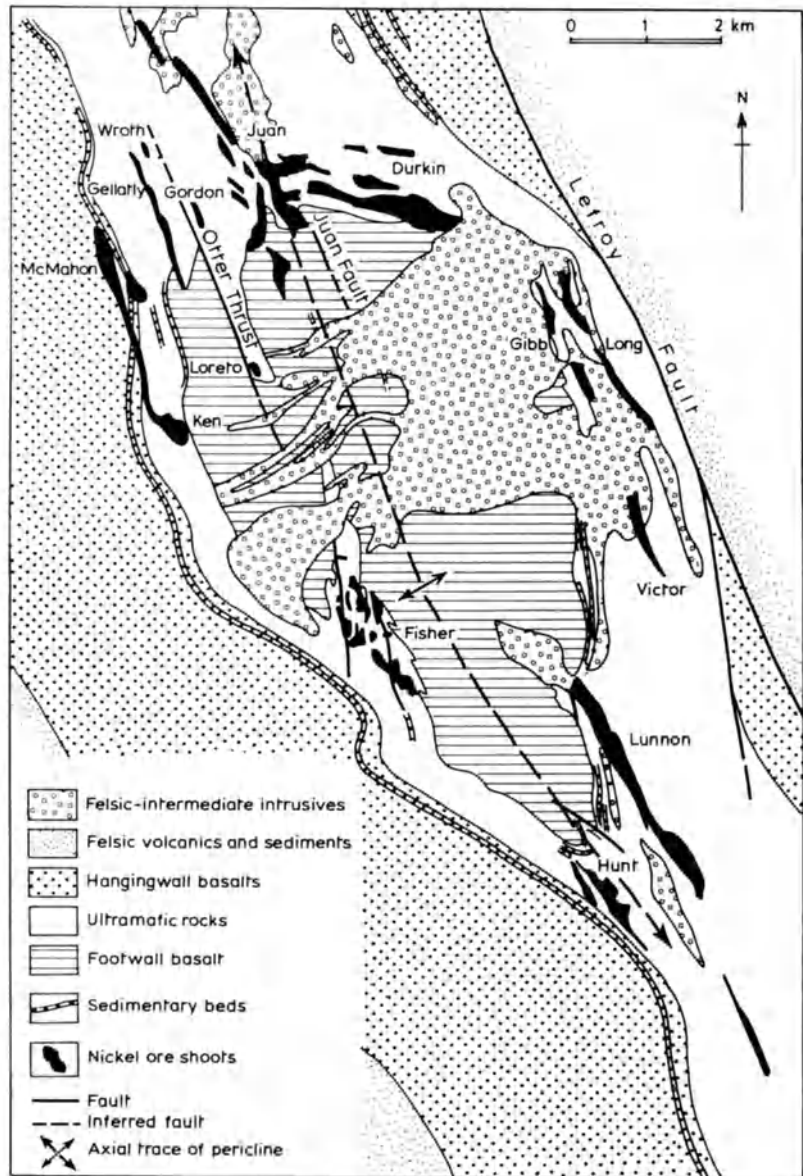 0 1 2 km
N
Wroth
Juan
Durkin
Gellatly
Gordon
Lefroy Fault
McMahon
Otter Thrust
Juan Fault
Gibb
Long
Loreto
Ken
Victor
Fisher
Lunnon
Hunt
Felsic-intermediate intrusives
Felsic volcanics and sediments
Hangingwall basalts
Ultramatic rocks
Footwall basalt
Sedimentary beds
Nickel ore shoots
Fault
Inferred fault
Axial trace of pericline